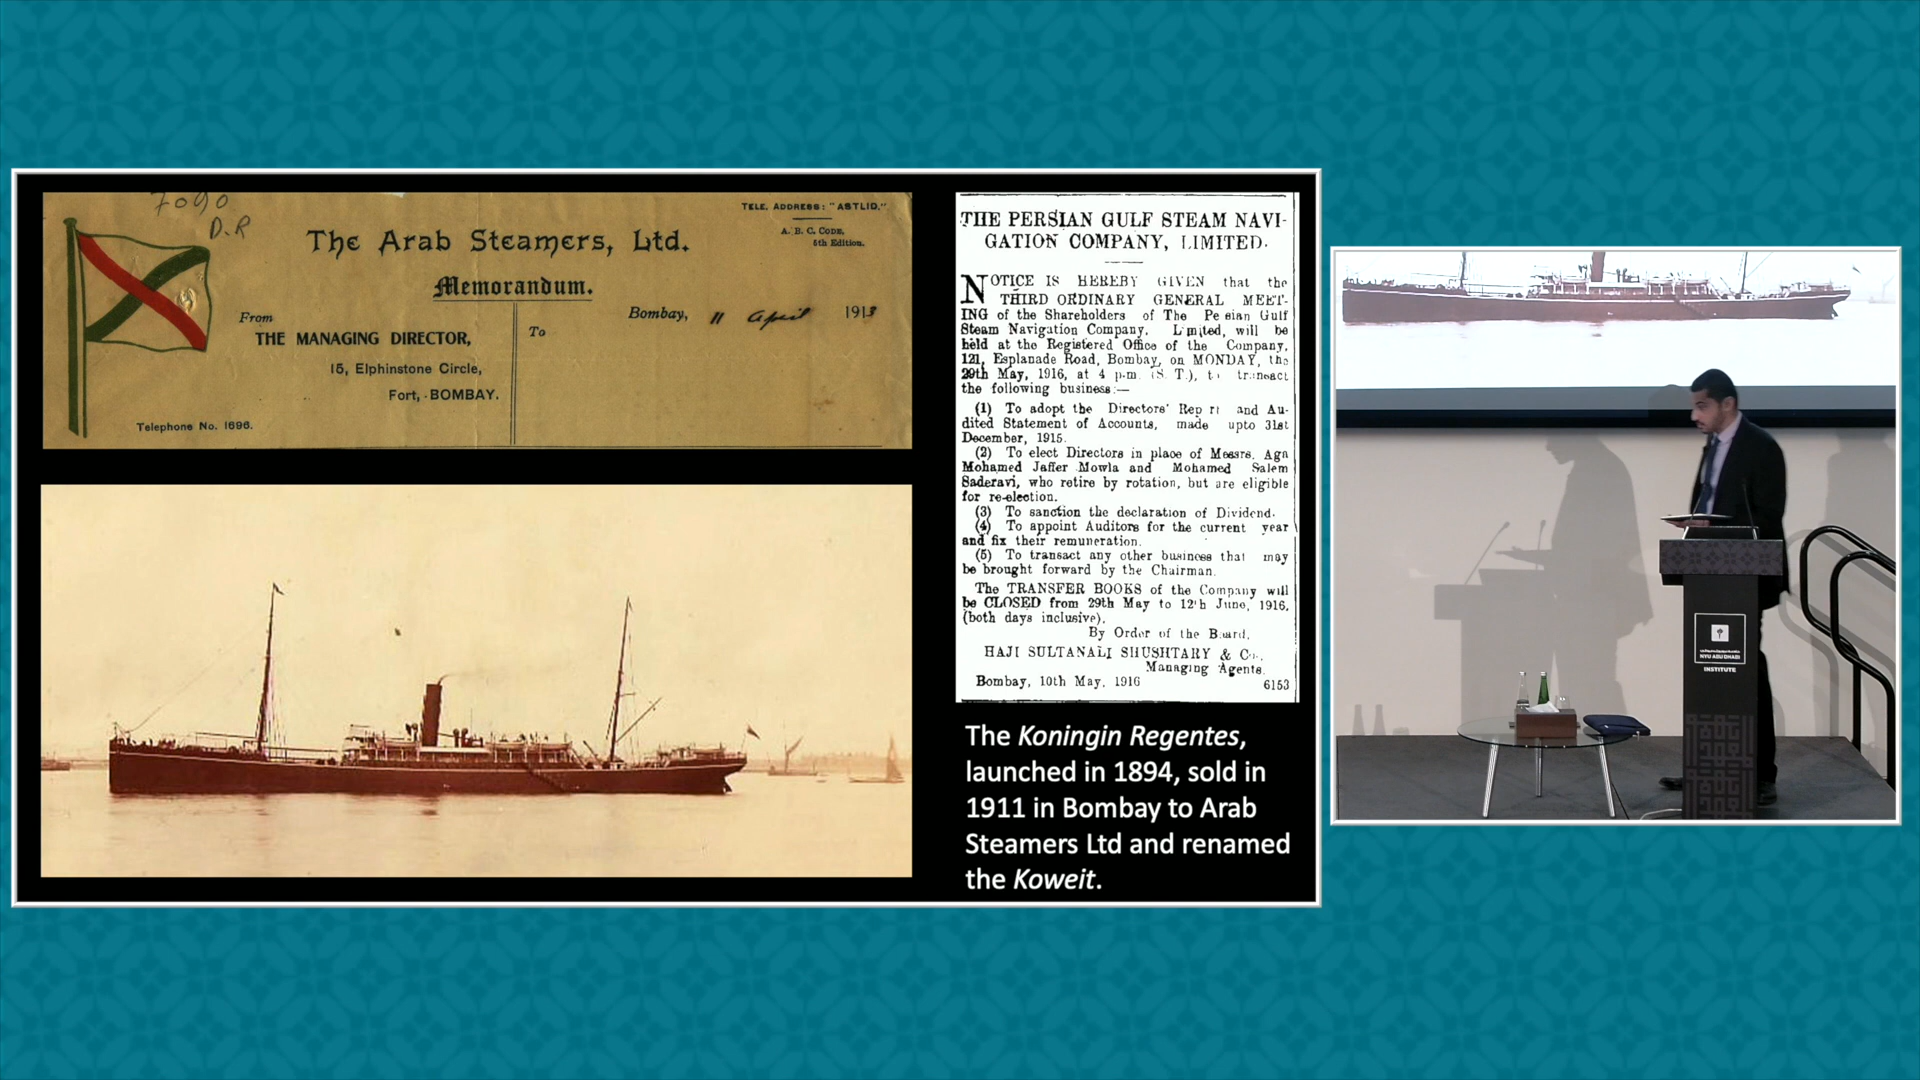 7090
D.R
TELE. ADDRESS: "ASTLID."
A. B. C. CODE,
5th Edition.
The Arab Steamers, Ltd.
Memorandum.
Bombay, 11 April 1913
From
THE MANAGING DIRECTOR,
To
15, Elphinstone Circle,
Fort, BOMBAY.
Telephone No. 1696.
THE PERSIAN GULF STEAM NAVI-
GATION COMPANY, LIMITED.
NOTICE IS HEREBY GIVEN that the
THIRD ORDINARY GENERAL MEET-
ING of the Shareholders of The Pe sian Gulf
Steam Navigation Company, L mited, will be
held at the Registered Office of the Company,
121, Esplanade Road, Bombay, on MONDAY, the
29th May, 1916, at 4 p.m. (S. T.), to transact
the following business:—
(1) To adopt the Directors' Rep rt and Au-
dited Statement of Accounts, made upto 31st
December, 1915.
(2) To elect Directors in place of Messrs. Aga
Mohamed Jaffer Mowla and Mohamed Salem
Saderavi, who retire by rotation, but are eligible
for re-election.
(3) To sanction the declaration of Dividend.
(4) To appoint Auditors for the current year
and fix their remuneration.
(5) To transact any other business that may
be brought forward by the Chairman.
The TRANSFER BOOKS of the Company will
be CLOSED from 29th May to 12th June, 1916,
(both days inclusive).
By Order of the Board,
HAJI SULTANALI SHUSHTARY & Co.,
Managing Agents.
Bombay, 10th May, 1916
6153
The Koningin Regentes,
launched in 1894, sold in
1911 in Bombay to Arab
Steamers Ltd and renamed
the Koweit.
NYU ABU DHABI
INSTITUTE